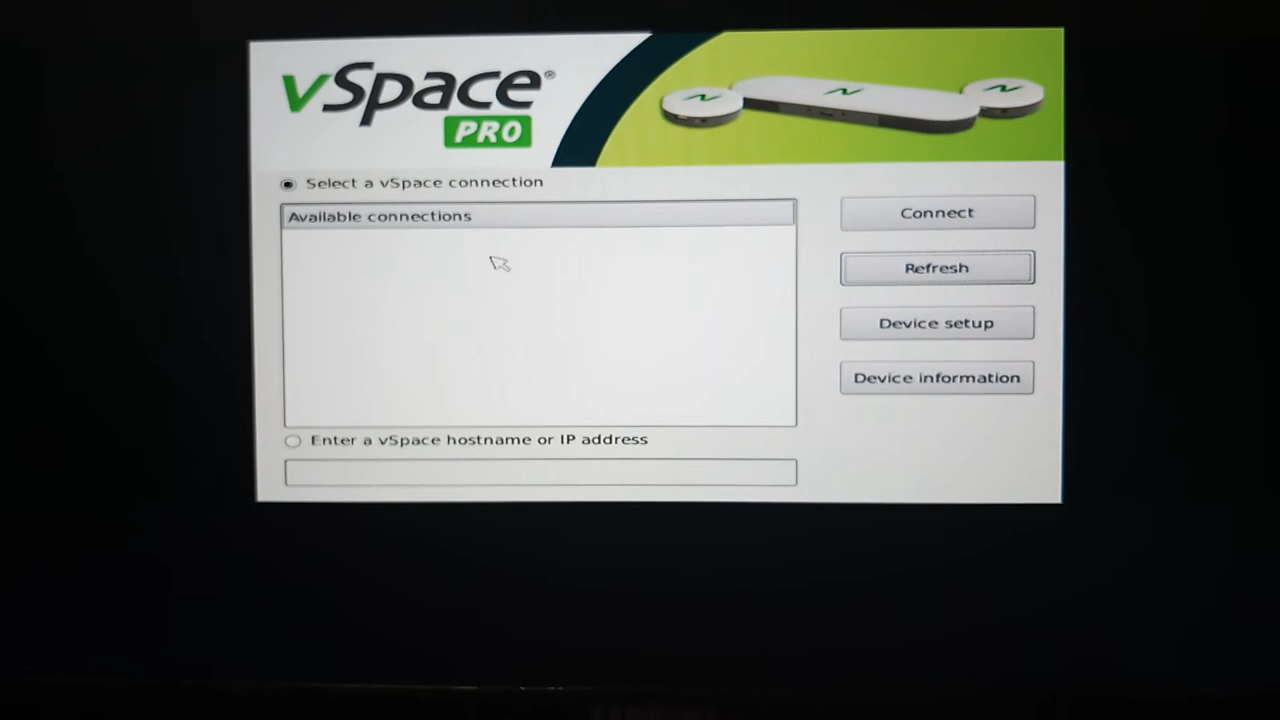 vSpace®
PRO
Select a vSpace connection
Available connections
Connect
Refresh
Device setup
Device information
Enter a vSpace hostname or IP address